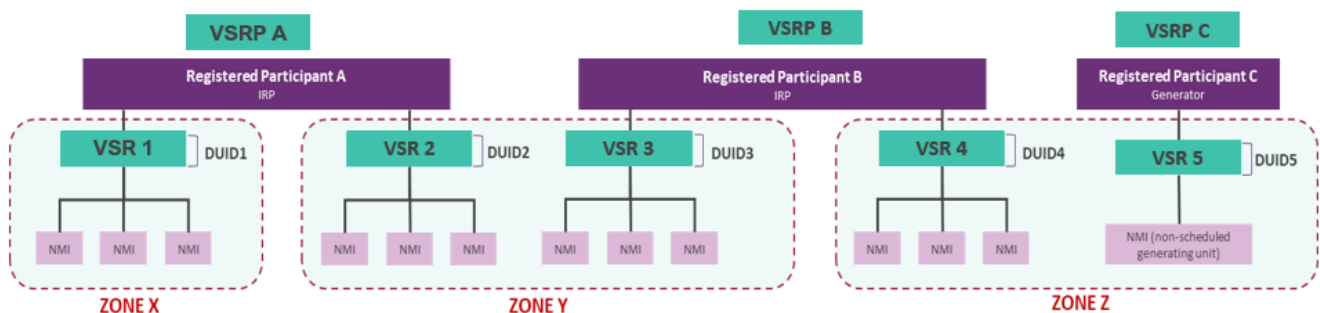 VSRP A
VSRP B
VSRP C
Registered Participant A
IRP
Registered Participant B
IRP
Registered Participant C
Generator
VSR 1
DUID1
VSR 2
DUID2
VSR 3
DUID3
VSR 4
DUID4
VSR 5
DUID5
NMI
NMI
NMI
NMI
NMI
NMI
NMI
NMI
NMI
NMI
NMI
NMI
NMI (non-scheduled
generating unit)
ZONE X
ZONE Y
ZONE Z